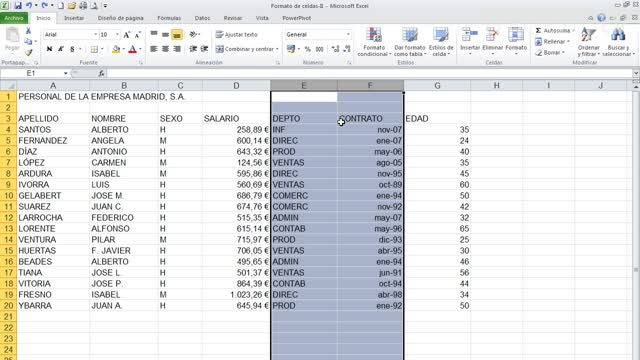 Formato de celdas-8 - Microsoft Excel
Archivo Inicio Insertar Diseño de página Fórmulas Datos Revisar Vista PowerPivot
Pegar
Calibri 11 Ajustar texto General Formato condicional Dar formato como tabla Estilos de celda Insertar Eliminar Formato Autosuma Rellenar Borrar Ordenar y filtrar Buscar y seleccionar
Combinar y centrar
Portapapeles Fuente Alineación Número Estilos Celdas Modificar
E1 fx
A B C D E F G H I J
1 PERSONAL DE LA EMPRESA MADRID, S.A.
2
3 APELLIDO NOMBRE SEXO SALARIO DEPTO CONTRATO EDAD
4 SANTOS ALBERTO H 258,89 € INF nov-07 35
5 FERNANDEZ ANGELA M 600,14 € DIREC ene-07 24
6 DÍAZ ANTONIO H 643,32 € PROD may-06 40
7 LÓPEZ CARMEN M 124,56 € VENTAS ago-05 35
8 ARDURA ISABEL M 595,86 € DIREC nov-95 45
9 IVORRA LUIS H 560,69 € VENTAS oct-89 60
10 GELABERT JOSE M. H 686,79 € COMERC ene-94 50
11 SUAREZ JUAN C. H 674,76 € COMERC nov-92 42
12 LARROCHA FEDERICO H 515,35 € ADMIN may-07 32
13 LORENTE ALFONSO H 615,14 € CONTAB may-96 65
14 VENTURA PILAR M 715,97 € PROD dic-93 25
15 HUERTAS F. JAVIER H 706,05 € VENTAS abr-95 30
16 BEADES ALBERTO H 495,65 € ADMIN ene-94 46
17 TIANA JOSE L. H 501,37 € VENTAS jun-91 56
18 VITORIA JOSE P. H 864,39 € CONTAB oct-94 44
19 FRESNO ISABEL M 1.023,26 € DIREC abr-98 34
20 YBARRA JUAN A. H 645,94 € PROD ene-92 50
21
22
23
24